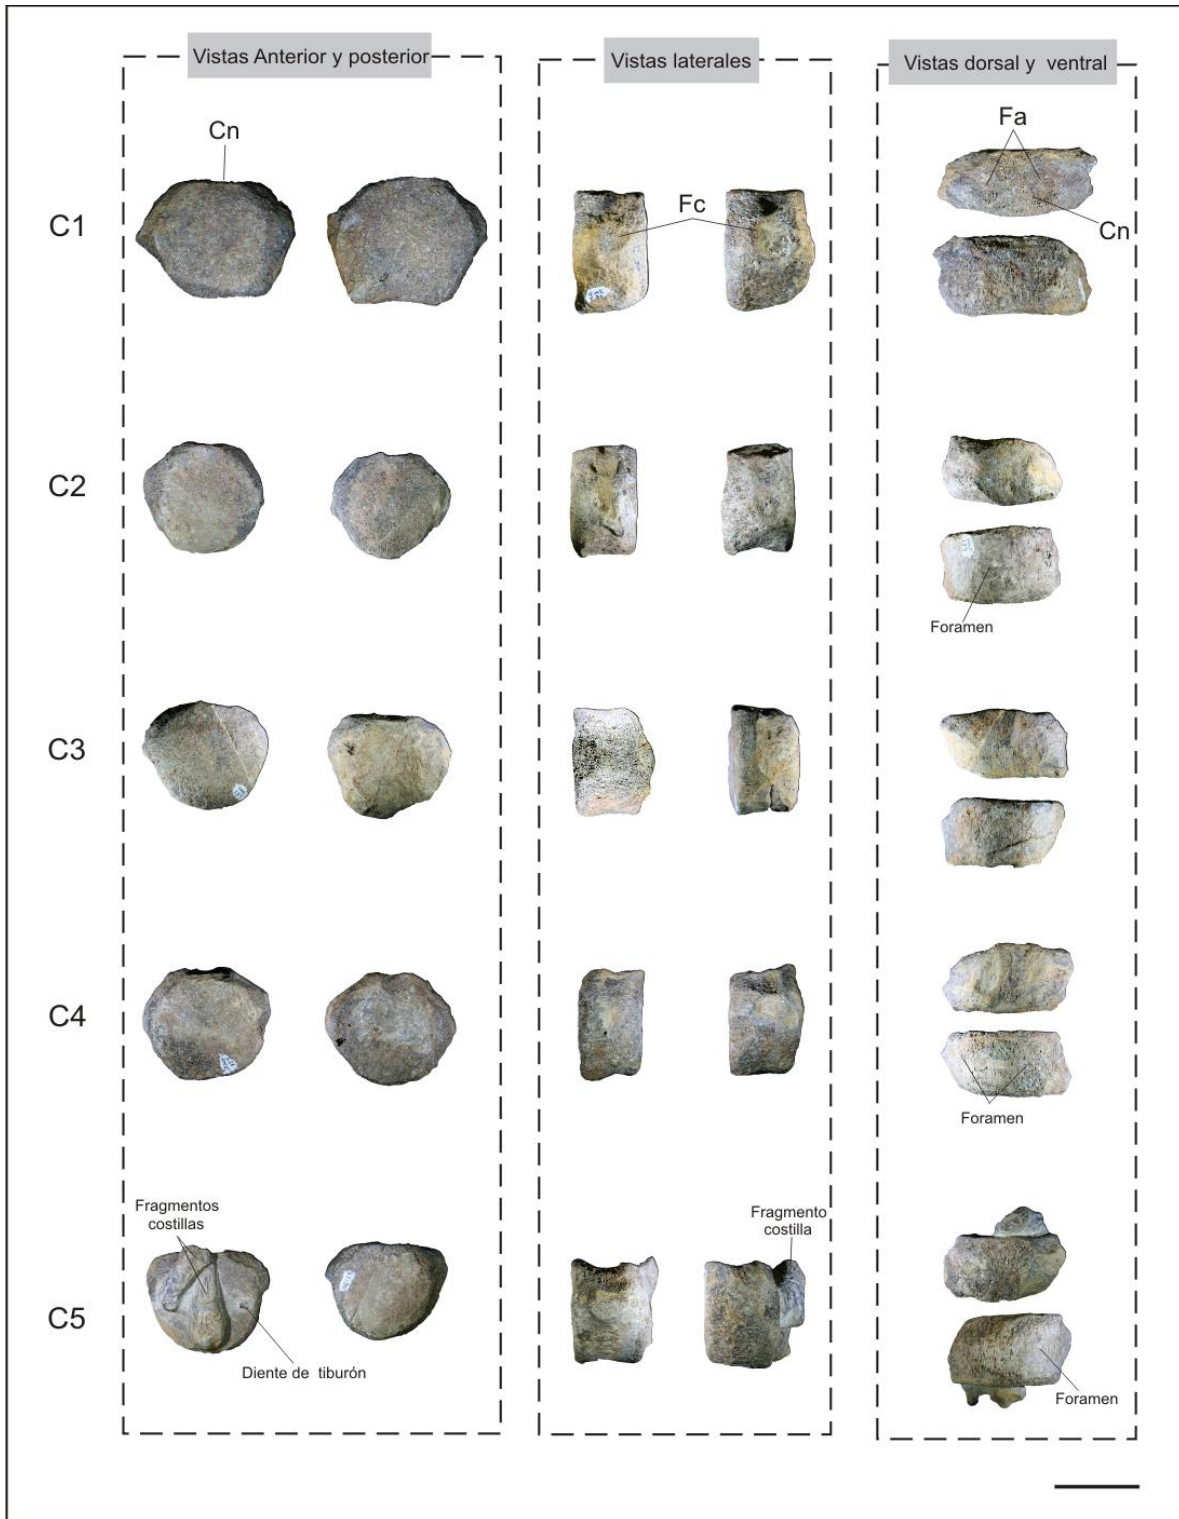 Vistas Anterior y posterior
Vistas laterales
Vistas dorsal y ventral
Cn
Fa
C1
Fc
Cn
C2
Foramen
C3
C4
Foramen
Fragmentos
costillas
Fragmento
costilla
C5
Diente de tiburón
Foramen